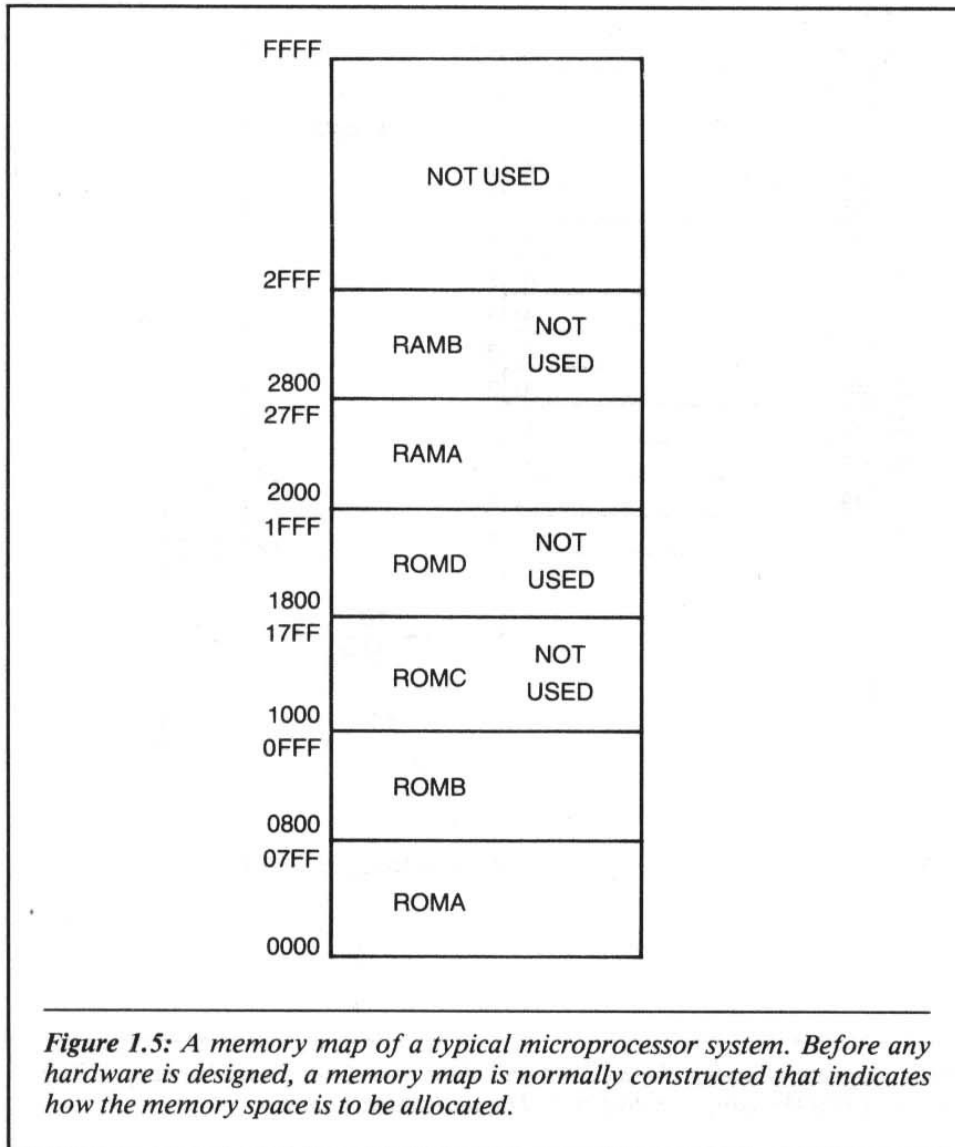 FFFF
NOT USED
2FFF
RAMB NOT
USED
2800
27FF
RAMA
2000
1FFF
ROMD NOT
USED
1800
17FF
ROMC NOT
USED
1000
0FFF
ROMB
0800
07FF
ROMA
0000
Figure 1.5: A memory map of a typical microprocessor system. Before any
hardware is designed, a memory map is normally constructed that indicates
how the memory space is to be allocated.